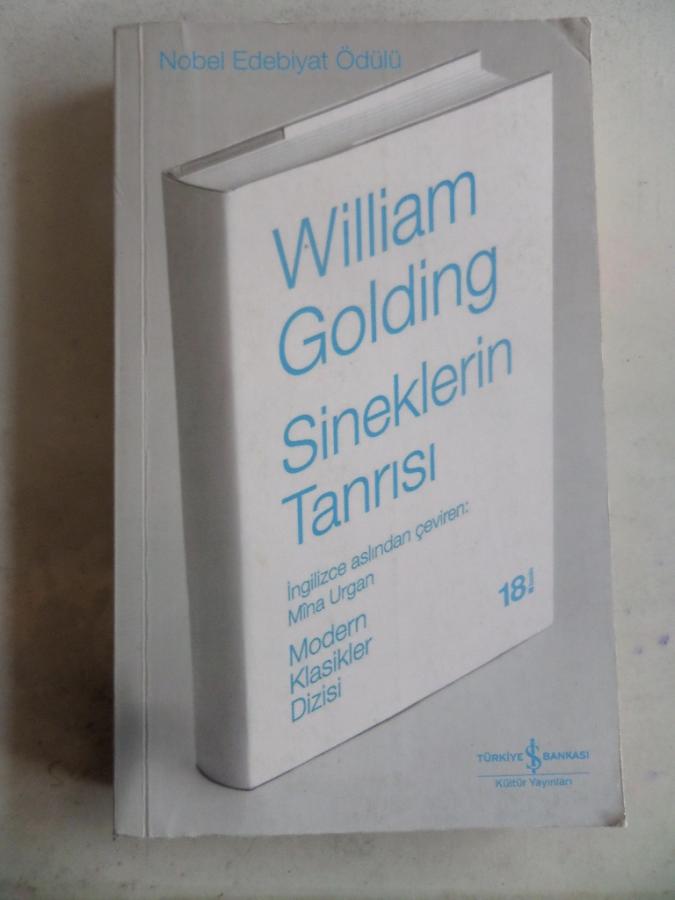 Nobel Edebiyat Ödülü
William
Golding
Sineklerin
Tanrısı
İngilizce aslından çeviren:
Mîna Urgan
Modern
Klasikler
Dizisi
18.
TÜRKİYE İŞ BANKASI
Kültür Yayınları